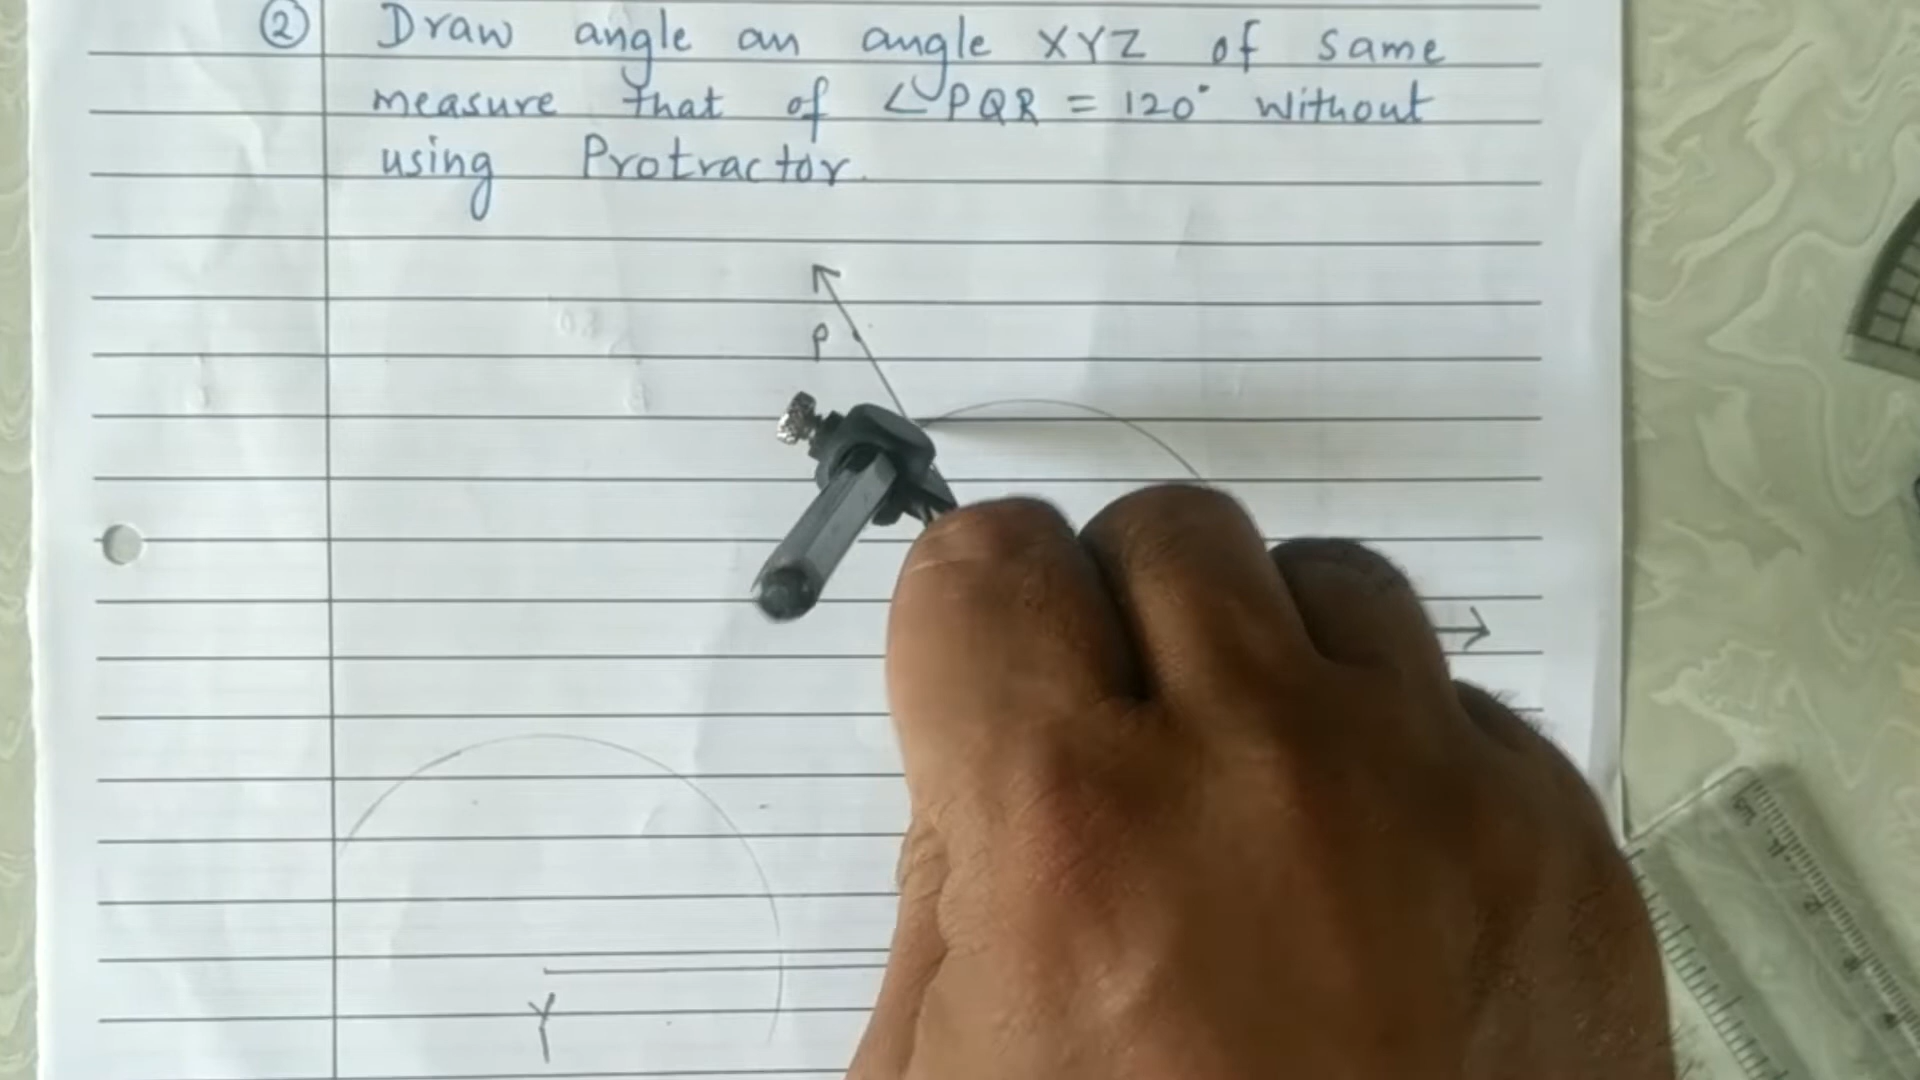 ② Draw angle an angle XYZ of same
measure that of ∠PQR = 120° without
using Protractor.
P
Y